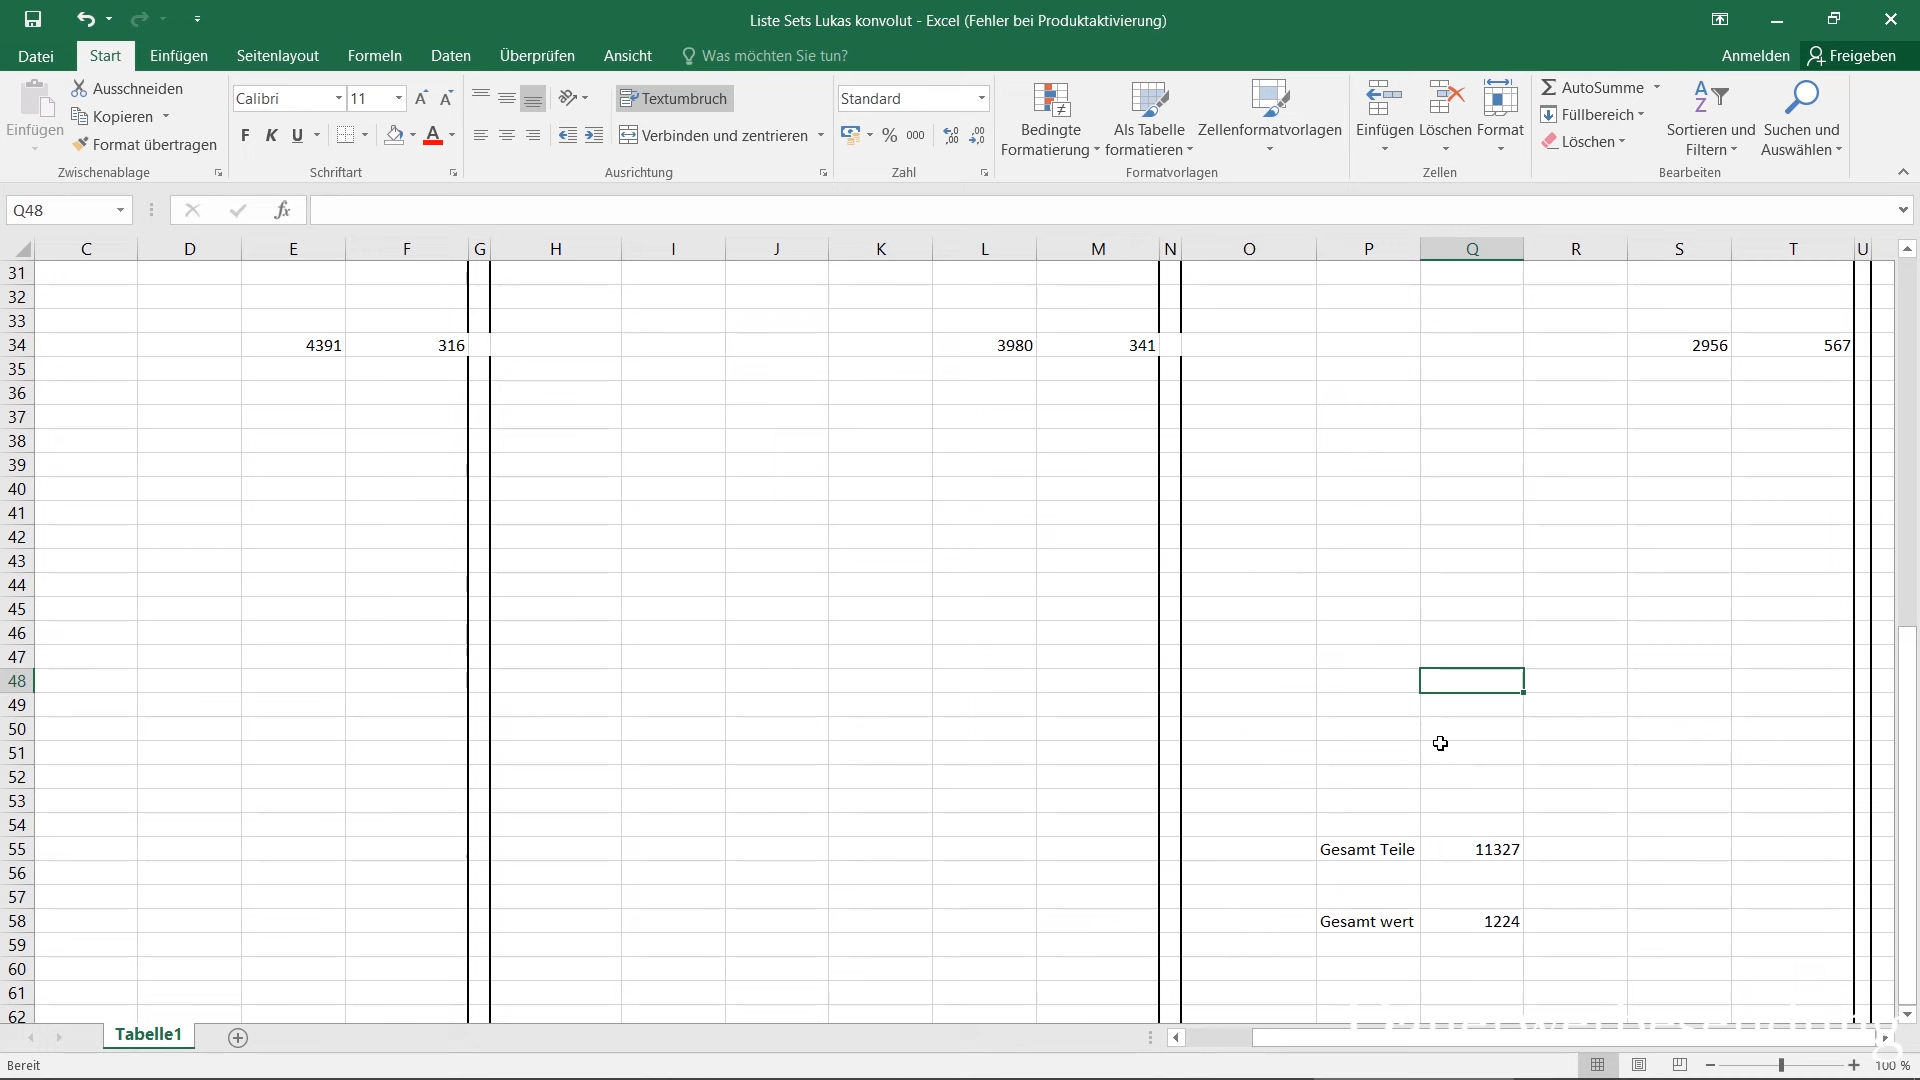 Liste Sets Lukas konvolut - Excel (Fehler bei Produktaktivierung)
Datei Start Einfügen Seitenlayout Formeln Daten Überprüfen Ansicht Was möchten Sie tun? Anmelden Freigeben
Einfügen
Ausschneiden
Kopieren
Format übertragen
Zwischenablage
Calibri 11
F K U
Schriftart
Textumbruch
Verbinden und zentrieren
Ausrichtung
Standard
% 000
Zahl
Bedingte Formatierung
Als Tabelle formatieren
Zellenformatvorlagen
Formatvorlagen
Einfügen Löschen Format
Zellen
AutoSumme
Füllbereich
Löschen
Sortieren und Filtern
Suchen und Auswählen
Bearbeiten
Q48
fx
C D E F G H I J K L M N O P Q R S T U
31
32
33
34 4391 316 3980 341 2956 567
35
36
37
38
39
40
41
42
43
44
45
46
47
48
49
50
51
52
53
54
55 Gesamt Teile 11327
56
57
58 Gesamt wert 1224
59
60
61
62
Tabelle1
Bereit
100 %